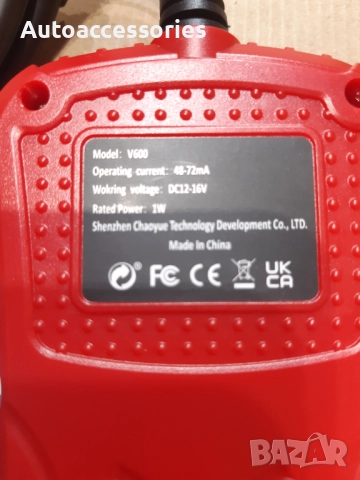 Autoaccessories
Model: V600
Operating current: 48-72mA
Wokring voltage: DC12-16V
Rated Power: 1W
Shenzhen Chaoyue Technology Development Co., LTD.
Made In China
® FC CE UK
CA
BAZAR